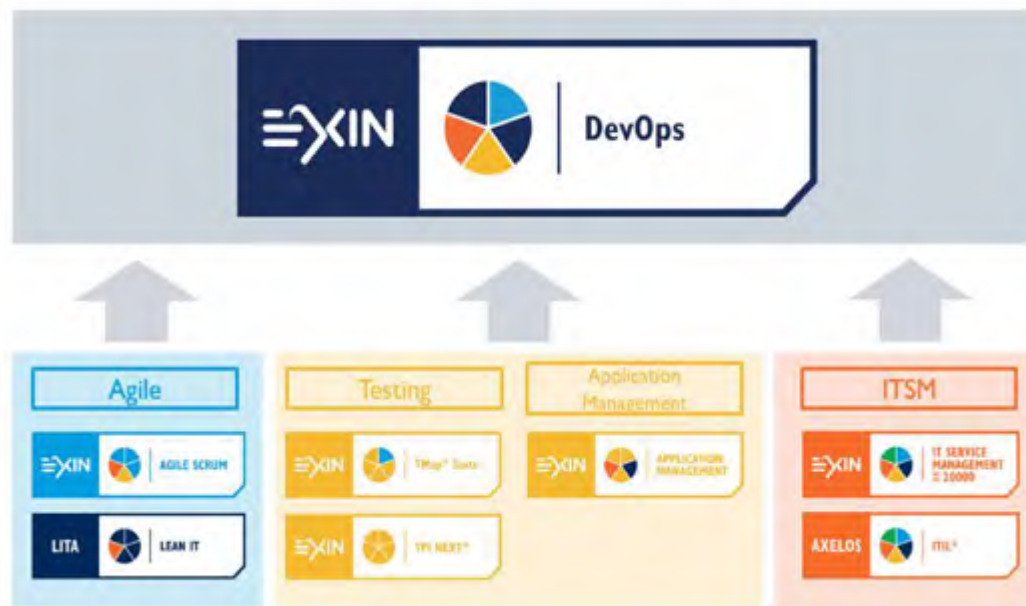 EXIN
DevOps
Agile
Testing
Application
Management
ITSM
EXIN
AGILE SCRUM
EXIN
TMap® Suite
EXIN
APPLICATION
MANAGEMENT
EXIN
IT SERVICE
MANAGEMENT
20000
LITA
LEAN IT
EXIN
TPI NEXT®
AXELOS
ITIL®